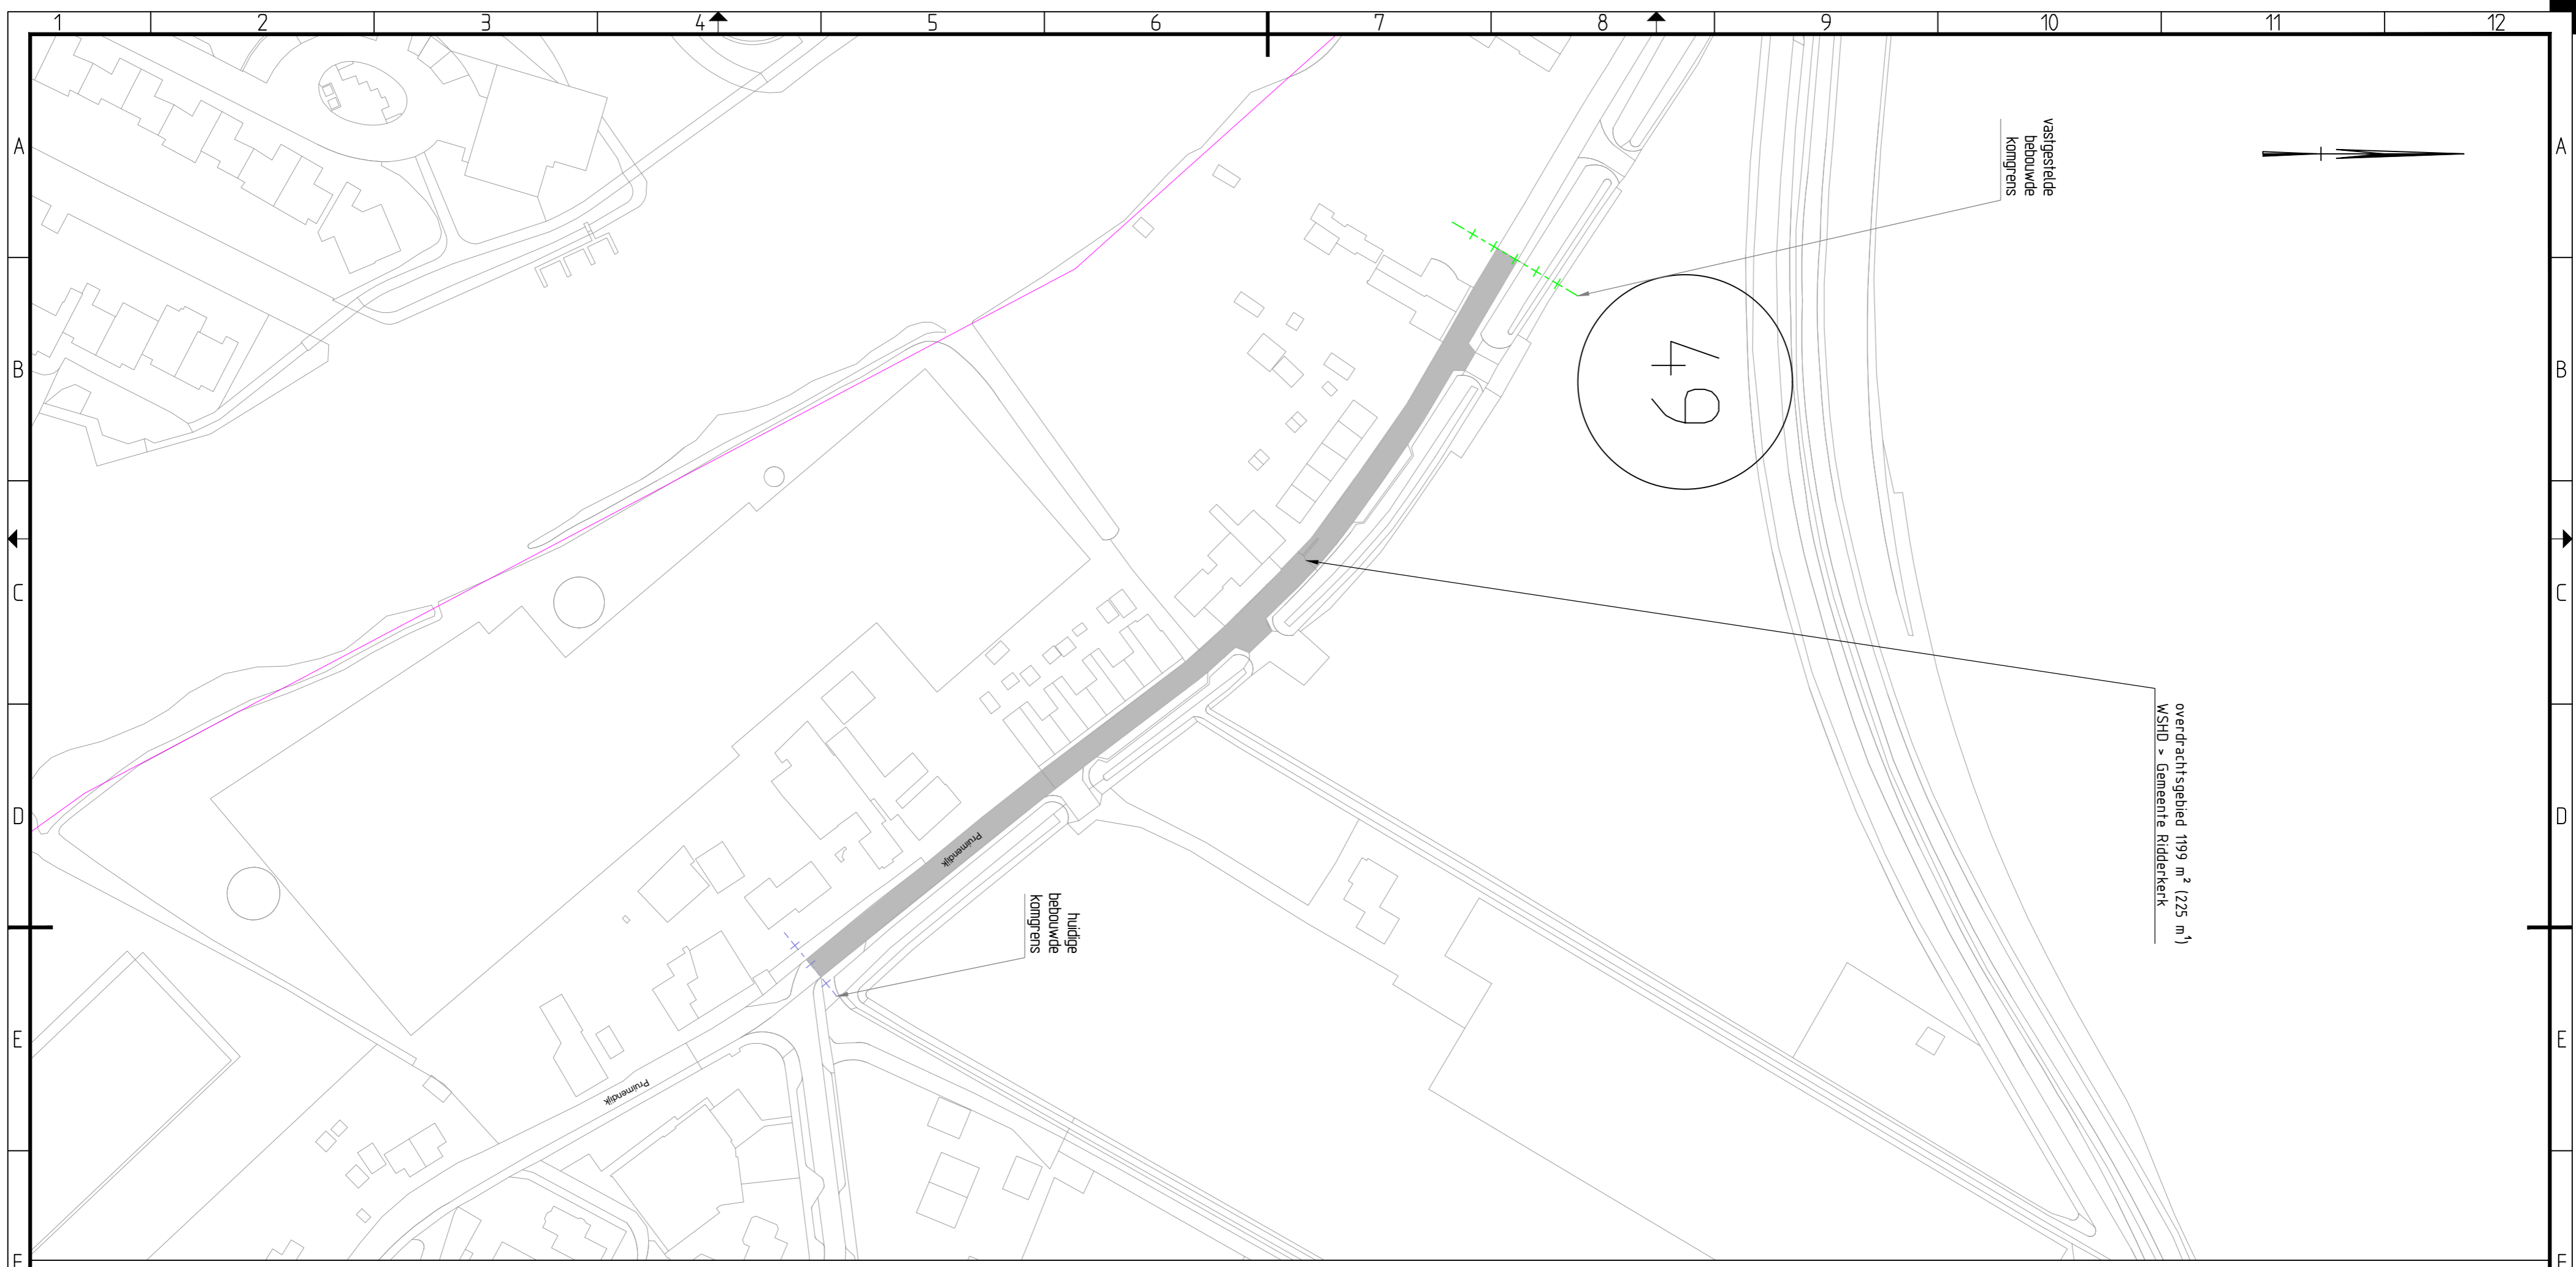 1 2 3 4 5 6 7 8 9 10 11 12
A A
B B
C C
D D
E E
F F
vastgestelde
bebouwde
komgrens
49
overdrachtsgebied 1199 m² (225 m¹)
WSHD > Gemeente Ridderkerk
Pruimendijk
huidige
bebouwde
komgrens
Pruimendijk